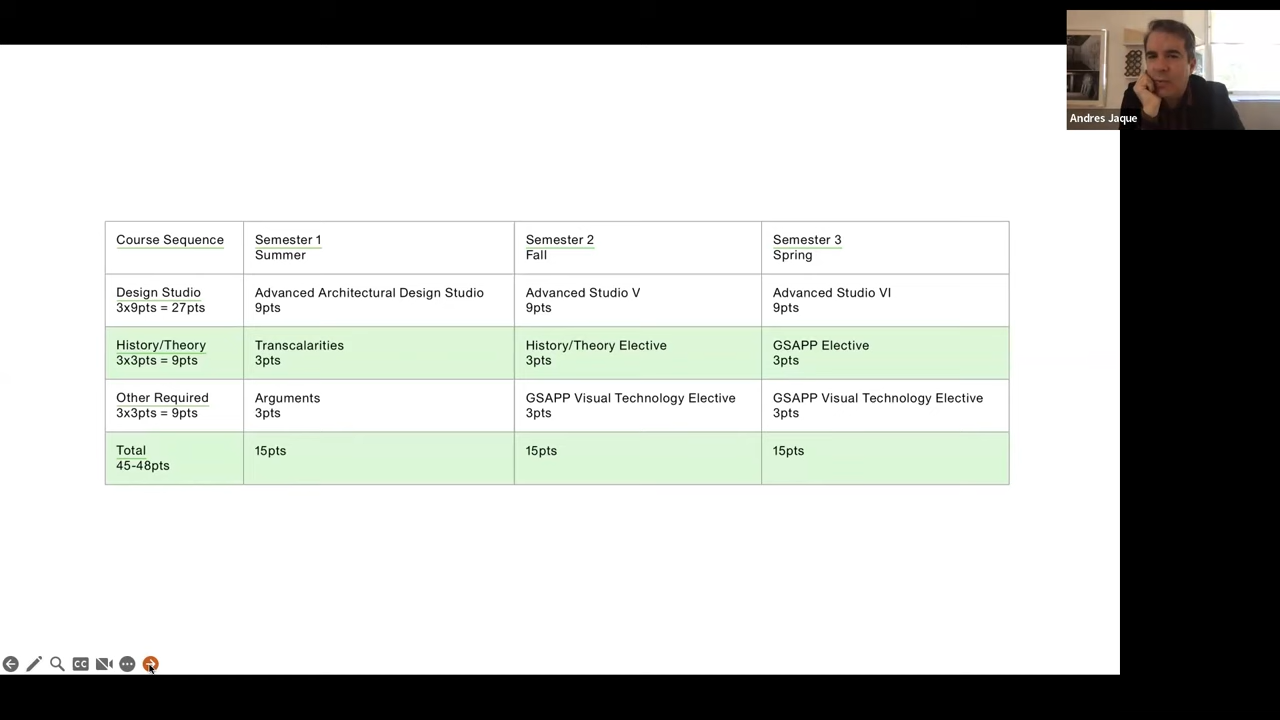 Andres Jaque
Course Sequence
Semester 1
Summer
Semester 2
Fall
Semester 3
Spring
Design Studio
3x9pts = 27pts
Advanced Architectural Design Studio
9pts
Advanced Studio V
9pts
Advanced Studio VI
9pts
History/Theory
3x3pts = 9pts
Transcalarities
3pts
History/Theory Elective
3pts
GSAPP Elective
3pts
Other Required
3x3pts = 9pts
Arguments
3pts
GSAPP Visual Technology Elective
3pts
GSAPP Visual Technology Elective
3pts
Total
45-48pts
15pts
15pts
15pts
CC